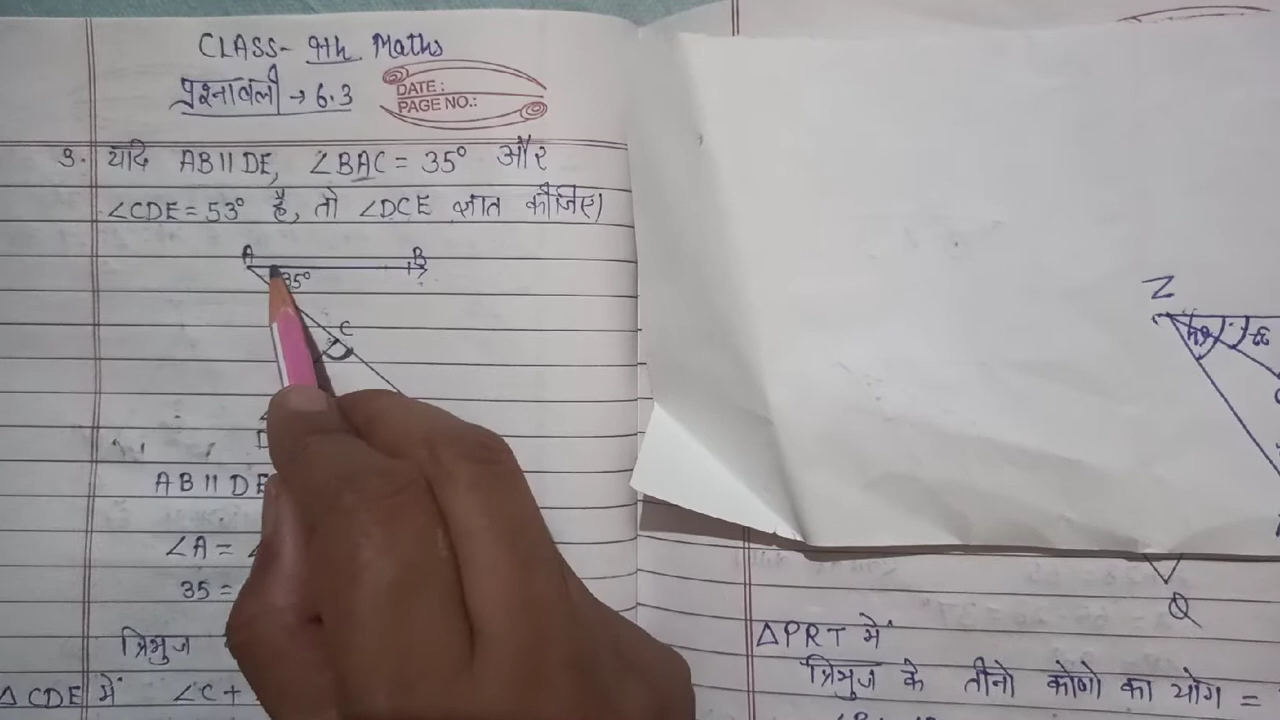 CLASS- 9th Maths
प्रश्नावली → 6.3
DATE:
PAGE NO.:
3. यदि AB||DE, ∠BAC = 35° और
∠CDE = 53° है, तो ∠DCE ज्ञात कीजिए।
A B
35°
C
D
AB || DE
∠A =
35 =
त्रिभुज
△CDE में ∠C +
Z
Q
△PRT में
त्रिभुज के तीनो कोणो का योग =